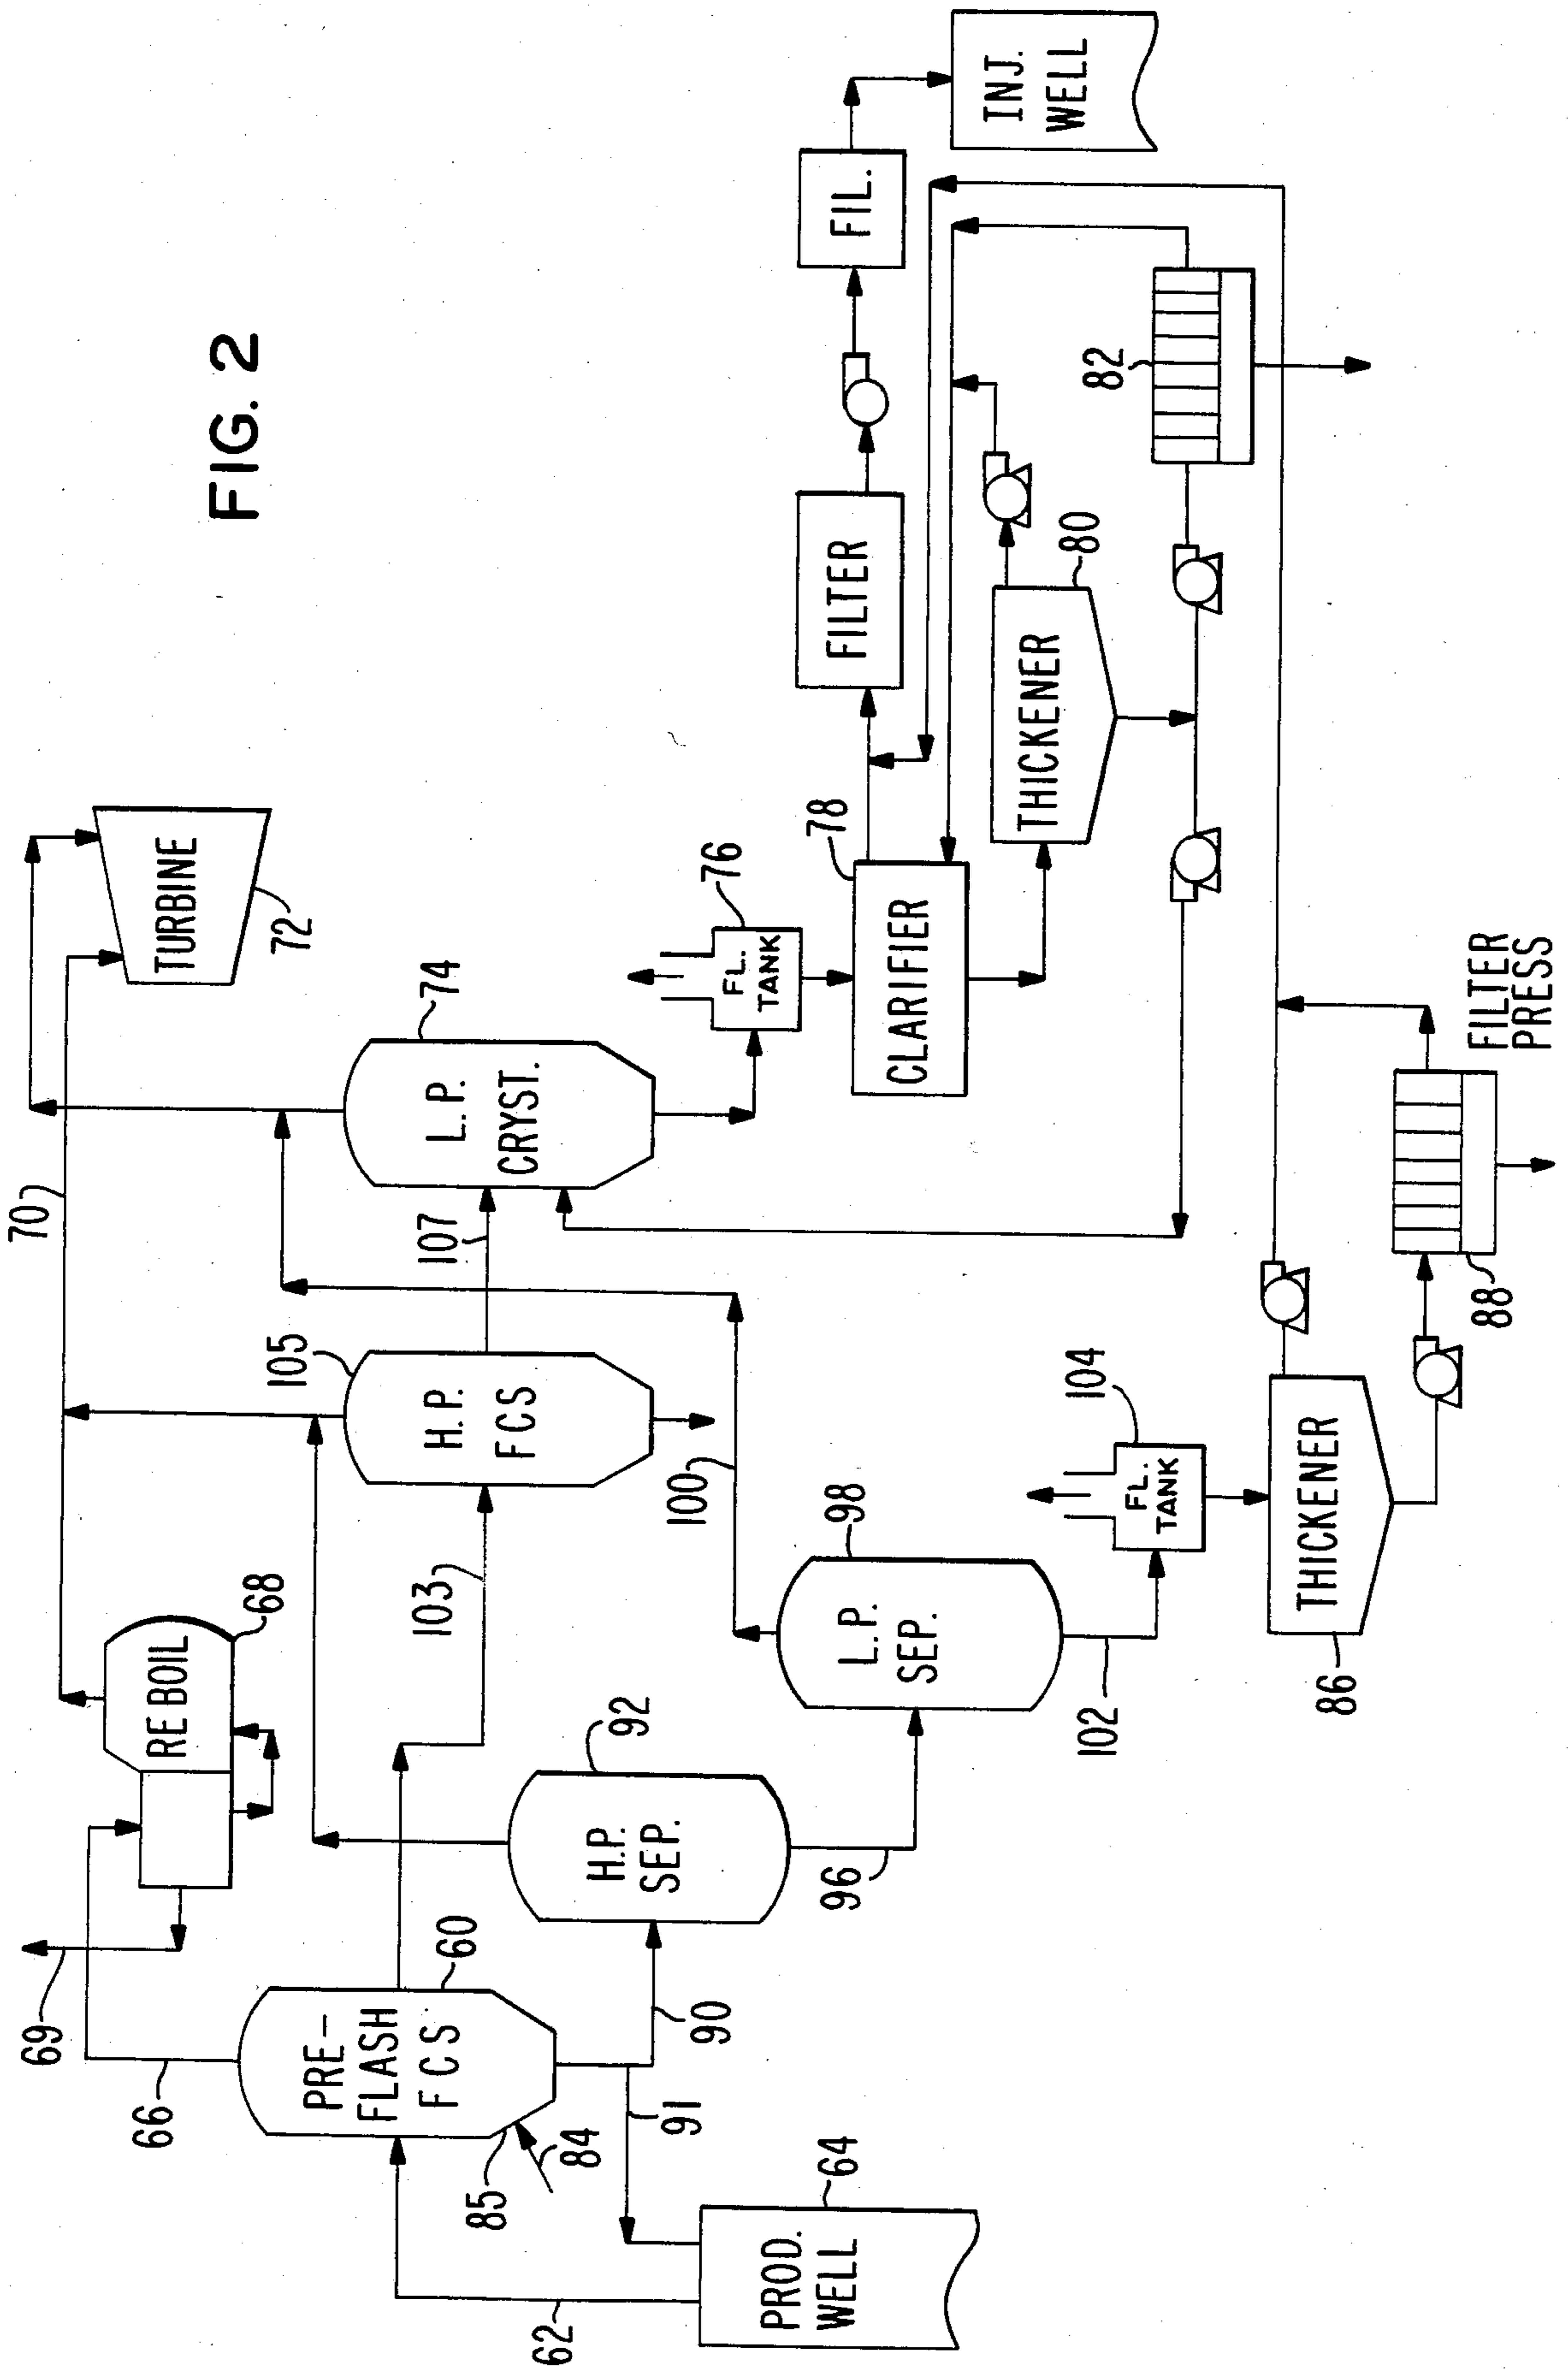 FIG. 2
70
TURBINE
72
69
66
REBOIL
68
105
H.P.
FCS
107
74
L.P.
CRYST.
103
PRE-
FLASH
FCS
60
85
84
62
PROD.
WELL
64
91
90
92
H.P.
SEP.
96
100
98
L.P.
SEP.
102
104
FL.
TANK
76
FL.
TANK
78
CLARIFIER
FILTER
FIL.
INJ.
WELL
THICKENER
80
82
THICKENER
86
88
FILTER
PRESS